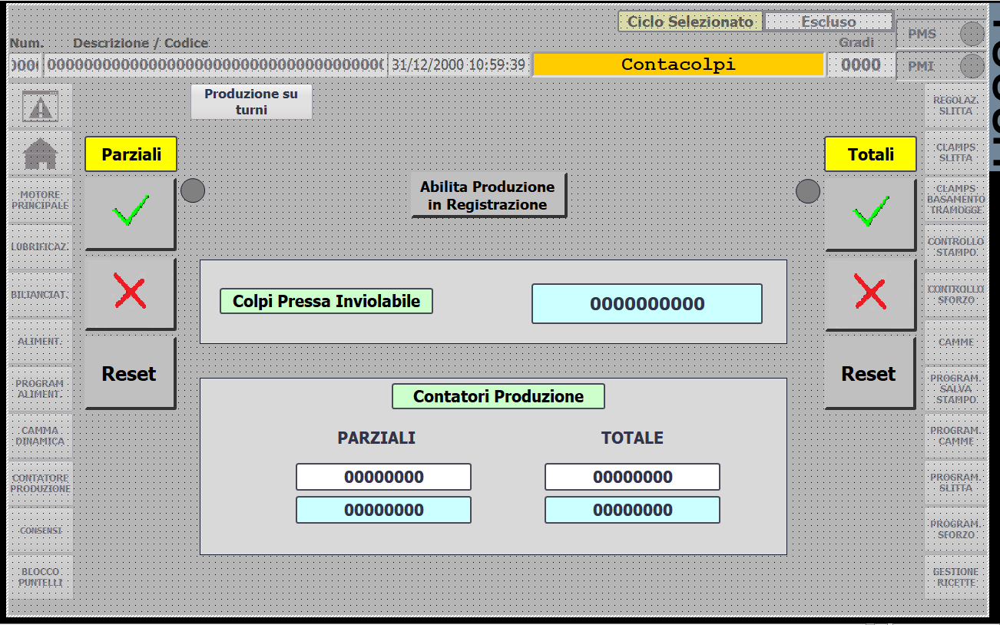 Ciclo Selezionato
Escluso
Num.
Descrizione / Codice
Gradi
PMS
31/12/2000 10:59:39
Contacolpi
0000
PMI
Produzione su
turni
REGOLAZ.
SLITTA
Parziali
Totali
CLAMPS
SLITTA
MOTORE
PRINCIPALE
Abilita Produzione
in Registrazione
CLAMPS
BASAMENTO
TRAMOGGE
LUBRIFICAZ.
CONTROLLO
STAMPO
BILIANCIAT.
Colpi Pressa Inviolabile
0000000000
CONTROLLO
SFORZO
ALIMENT.
CAMME
Reset
Reset
PROGRAM
ALIMENT.
PROGRAM.
SALVA
STAMPO
Contatori Produzione
CAMMA
DINAMICA
PARZIALI
TOTALE
PROGRAM.
CAMME
CONTATORE
PRODUZIONE
00000000
00000000
PROGRAM.
SLITTA
00000000
00000000
CONSENSI
PROGRAM.
SFORZO
BLOCCO
PUNTELLI
GESTIONE
RICETTE